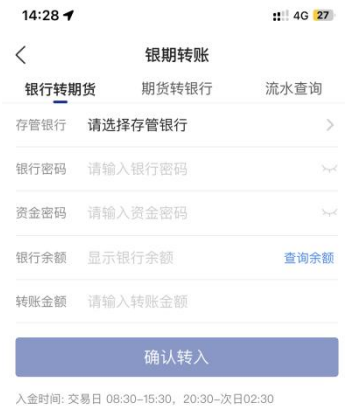 14:28 4G 27
银期转账
银行转期货 期货转银行 流水查询
存管银行 请选择存管银行
银行密码 请输入银行密码
资金密码 请输入资金密码
银行余额 显示银行余额 查询余额
转账金额 请输入转账金额
确认转入
入金时间: 交易日 08:30-15:30, 20:30-次日02:30